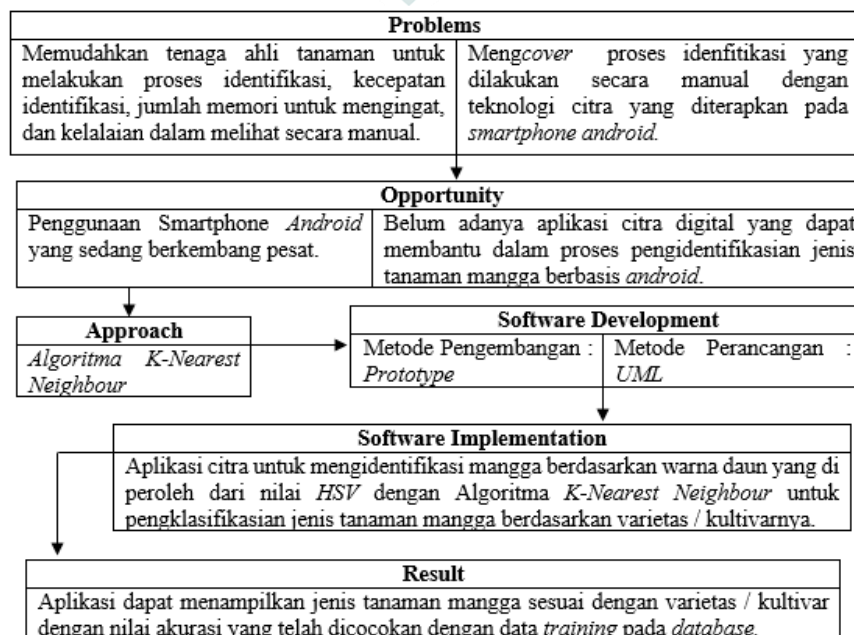 Problems
Memudahkan tenaga ahli tanaman untuk
melakukan proses identifikasi, kecepatan
identifikasi, jumlah memori untuk mengingat,
dan kelalaian dalam melihat secara manual.
Mengcover proses idenfitikasi yang
dilakukan secara manual dengan
teknologi citra yang diterapkan pada
smartphone android.
Opportunity
Penggunaan Smartphone Android
yang sedang berkembang pesat.
Belum adanya aplikasi citra digital yang dapat
membantu dalam proses pengidentifikasian jenis
tanaman mangga berbasis android.
Approach
Algoritma K-Nearest
Neighbour
Software Development
Metode Pengembangan :
Prototype
Metode Perancangan :
UML
Software Implementation
Aplikasi citra untuk mengidentifikasi mangga berdasarkan warna daun yang di
peroleh dari nilai HSV dengan Algoritma K-Nearest Neighbour untuk
pengklasifikasian jenis tanaman mangga berdasarkan varietas / kultivarnya.
Result
Aplikasi dapat menampilkan jenis tanaman mangga sesuai dengan varietas / kultivar
dengan nilai akurasi yang telah dicocokan dengan data training pada database.